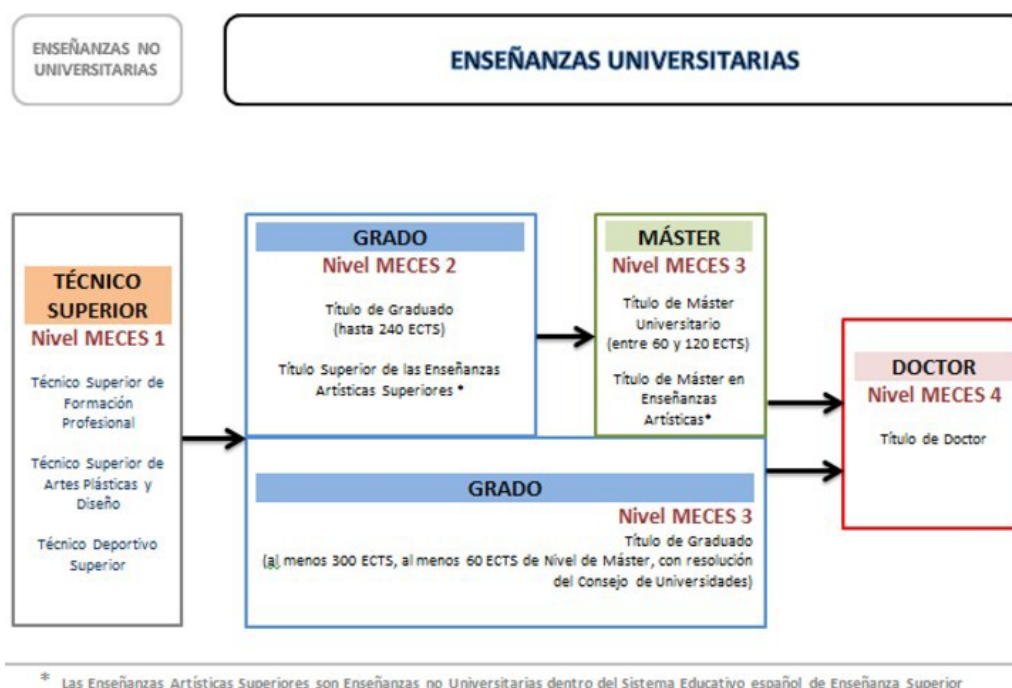 ENSEÑANZAS NO
UNIVERSITARIAS
ENSEÑANZAS UNIVERSITARIAS
TÉCNICO
SUPERIOR
Nivel MECES 1
Técnico Superior de
Formación
Profesional
Técnico Superior de
Artes Plásticas y
Diseño
Técnico Deportivo
Superior
GRADO
Nivel MECES 2
Título de Graduado
(hasta 240 ECTS)
Título Superior de las Enseñanzas
Artísticas Superiores *
MÁSTER
Nivel MECES 3
Título de Máster
Universitario
(entre 60 y 120 ECTS)
Título de Máster en
Enseñanzas
Artísticas*
GRADO
Nivel MECES 3
Título de Graduado
(al menos 300 ECTS, al menos 60 ECTS de Nivel de Máster, con resolución
del Consejo de Universidades)
DOCTOR
Nivel MECES 4
Título de Doctor
* Las Enseñanzas Artísticas Superiores son Enseñanzas no Universitarias dentro del Sistema Educativo español de Enseñanza Superior